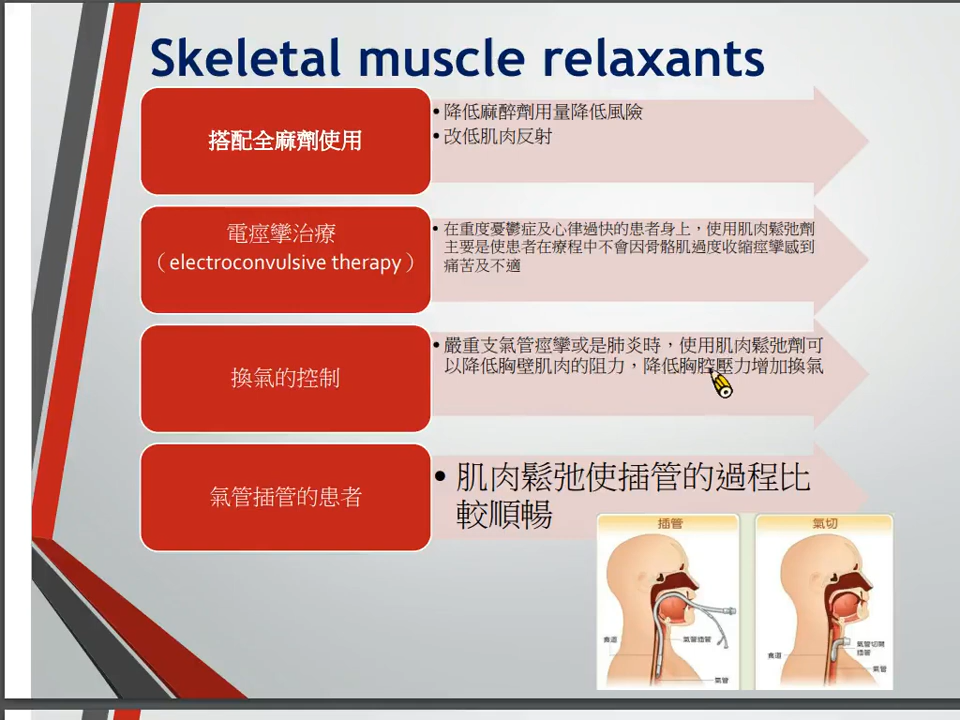 Skeletal muscle relaxants
搭配全麻劑使用
•降低麻醉劑用量降低風險
•改低肌肉反射
電痙攣治療
（electroconvulsive therapy）
•在重度憂鬱症及心律過快的患者身上，使用肌肉鬆弛劑
主要是使患者在療程中不會因骨骼肌過度收縮痙攣感到
痛苦及不適
換氣的控制
•嚴重支氣管痙攣或是肺炎時，使用肌肉鬆弛劑可
以降低胸壁肌肉的阻力，降低胸腔壓力增加換氣
氣管插管的患者
•肌肉鬆弛使插管的過程比
較順暢
插管
食道
氣管插管
氣管
氣切
食道
氣管切開
插管
氣管